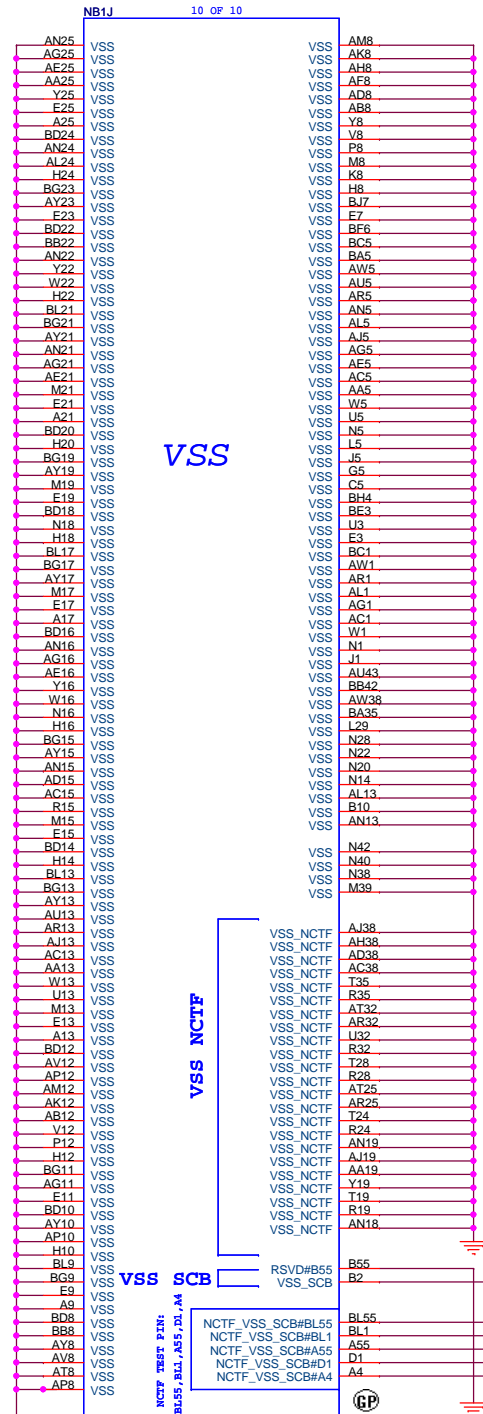 NB1J 10 OF 10
AN25 VSS VSS AM8
AG25 VSS VSS AK8
AE25 VSS VSS AH8
AA25 VSS VSS AF8
Y25 VSS VSS AD8
E25 VSS VSS AB8
A25 VSS VSS Y8
BD24 VSS VSS V8
AN24 VSS VSS P8
AL24 VSS VSS M8
H24 VSS VSS K8
BG23 VSS VSS H8
AY23 VSS VSS BJ7
E23 VSS VSS E7
BD22 VSS VSS BF6
BB22 VSS VSS BC5
AN22 VSS VSS BA5
Y22 VSS VSS AW5
W22 VSS VSS AU5
H22 VSS VSS AR5
BL21 VSS VSS AN5
BG21 VSS VSS AL5
AY21 VSS VSS AJ5
AN21 VSS VSS AG5
AG21 VSS VSS AE5
AE21 VSS VSS AC5
M21 VSS VSS AA5
E21 VSS VSS W5
A21 VSS VSS U5
BD20 VSS VSS N5
H20 VSS VSS L5
VSS
BG19 VSS VSS J5
AY19 VSS VSS G5
M19 VSS VSS C5
E19 VSS VSS BH4
BD18 VSS VSS BE3
N18 VSS VSS U3
H18 VSS VSS E3
BL17 VSS VSS BC1
BG17 VSS VSS AW1
AY17 VSS VSS AR1
M17 VSS VSS AL1
E17 VSS VSS AG1
A17 VSS VSS AC1
BD16 VSS VSS W1
AN16 VSS VSS N1
AG16 VSS VSS J1
AE16 VSS VSS AU43
Y16 VSS VSS BB42
W16 VSS VSS AW38
N16 VSS VSS BA35
H16 VSS VSS L29
BG15 VSS VSS N28
AY15 VSS VSS N22
AN15 VSS VSS N20
AD15 VSS VSS N14
AC15 VSS VSS AL13
R15 VSS VSS B10
M15 VSS VSS AN13
E15 VSS
BD14 VSS VSS N42
H14 VSS VSS N40
BL13 VSS VSS N38
BG13 VSS VSS M39
AY13 VSS
AU13 VSS
AR13 VSS VSS_NCTF AJ38
AJ13 VSS VSS_NCTF AH38
AC13 VSS VSS_NCTF AD38
AA13 VSS VSS_NCTF AC38
W13 VSS VSS_NCTF T35
U13 VSS VSS_NCTF R35
M13 VSS VSS_NCTF AT32
E13 VSS VSS_NCTF AR32
A13 VSS VSS_NCTF U32
BD12 VSS VSS_NCTF R32
VSS NCTF
AV12 VSS VSS_NCTF T28
AP12 VSS VSS_NCTF R28
AM12 VSS VSS_NCTF AT25
AK12 VSS VSS_NCTF AR25
AB12 VSS VSS_NCTF T24
V12 VSS VSS_NCTF R24
P12 VSS VSS_NCTF AN19
H12 VSS VSS_NCTF AJ19
BG11 VSS VSS_NCTF AA19
AG11 VSS VSS_NCTF Y19
E11 VSS VSS_NCTF T19
BD10 VSS VSS_NCTF R19
AY10 VSS VSS_NCTF AN18
AP10 VSS
H10 VSS
BL9 VSS RSVD#B55 B55
BG9 VSS VSS SCB VSS_SCB B2
E9 VSS
A9 VSS
NCTF TEST PIN:
BL55,BL1,A55,D1,A4
BD8 VSS NCTF_VSS_SCB#BL55 BL55
BB8 VSS NCTF_VSS_SCB#BL1 BL1
AY8 VSS NCTF_VSS_SCB#A55 A55
AV8 VSS NCTF_VSS_SCB#D1 D1
AT8 VSS NCTF_VSS_SCB#A4 A4
AP8 VSS
GP